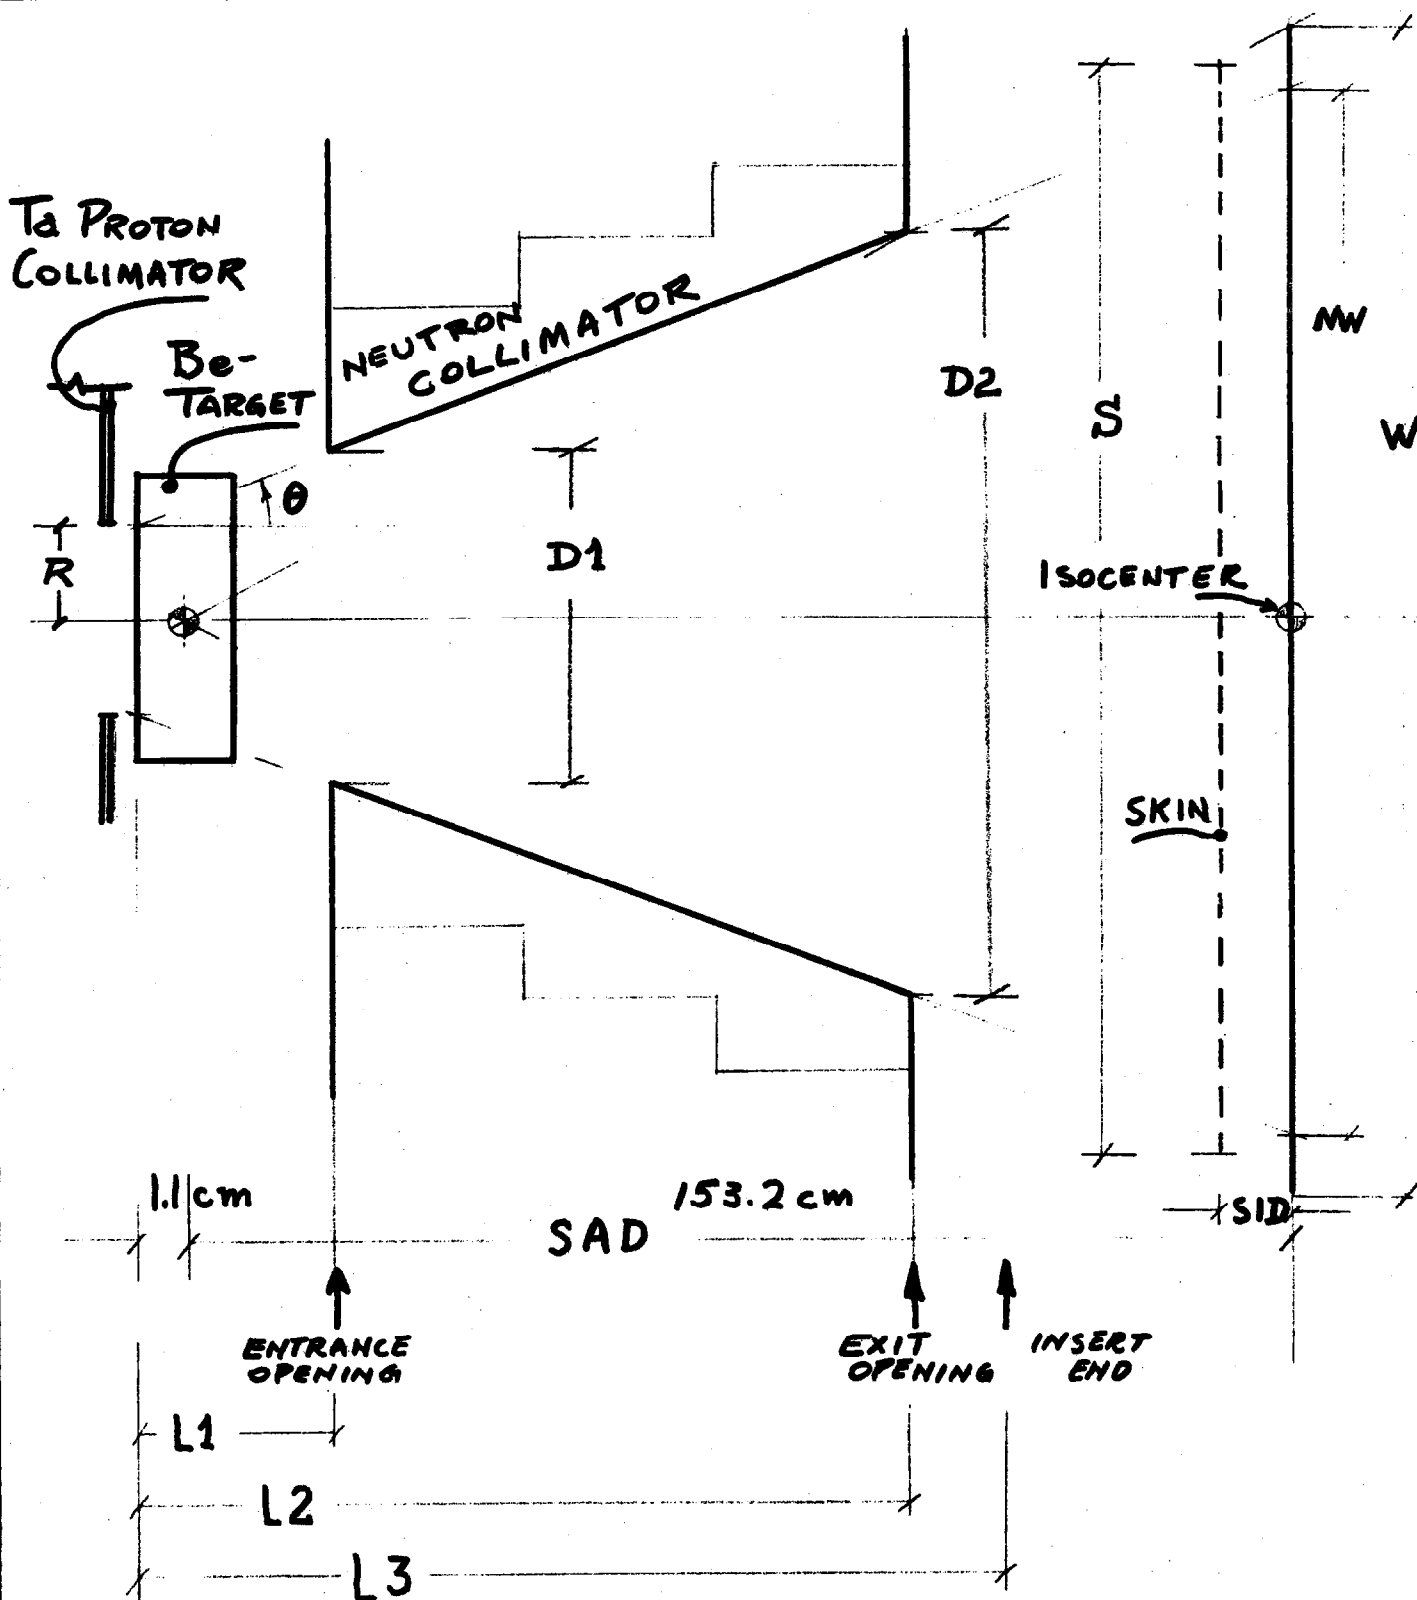 Ta PROTON
COLLIMATOR
Be-
TARGET
θ
R
NEUTRON
COLLIMATOR
D1
D2
S
NW
W
ISOCENTER
SKIN
1.1 cm
SAD
153.2 cm
SID
ENTRANCE
OPENING
EXIT
OPENING
INSERT
END
L1
L2
L3